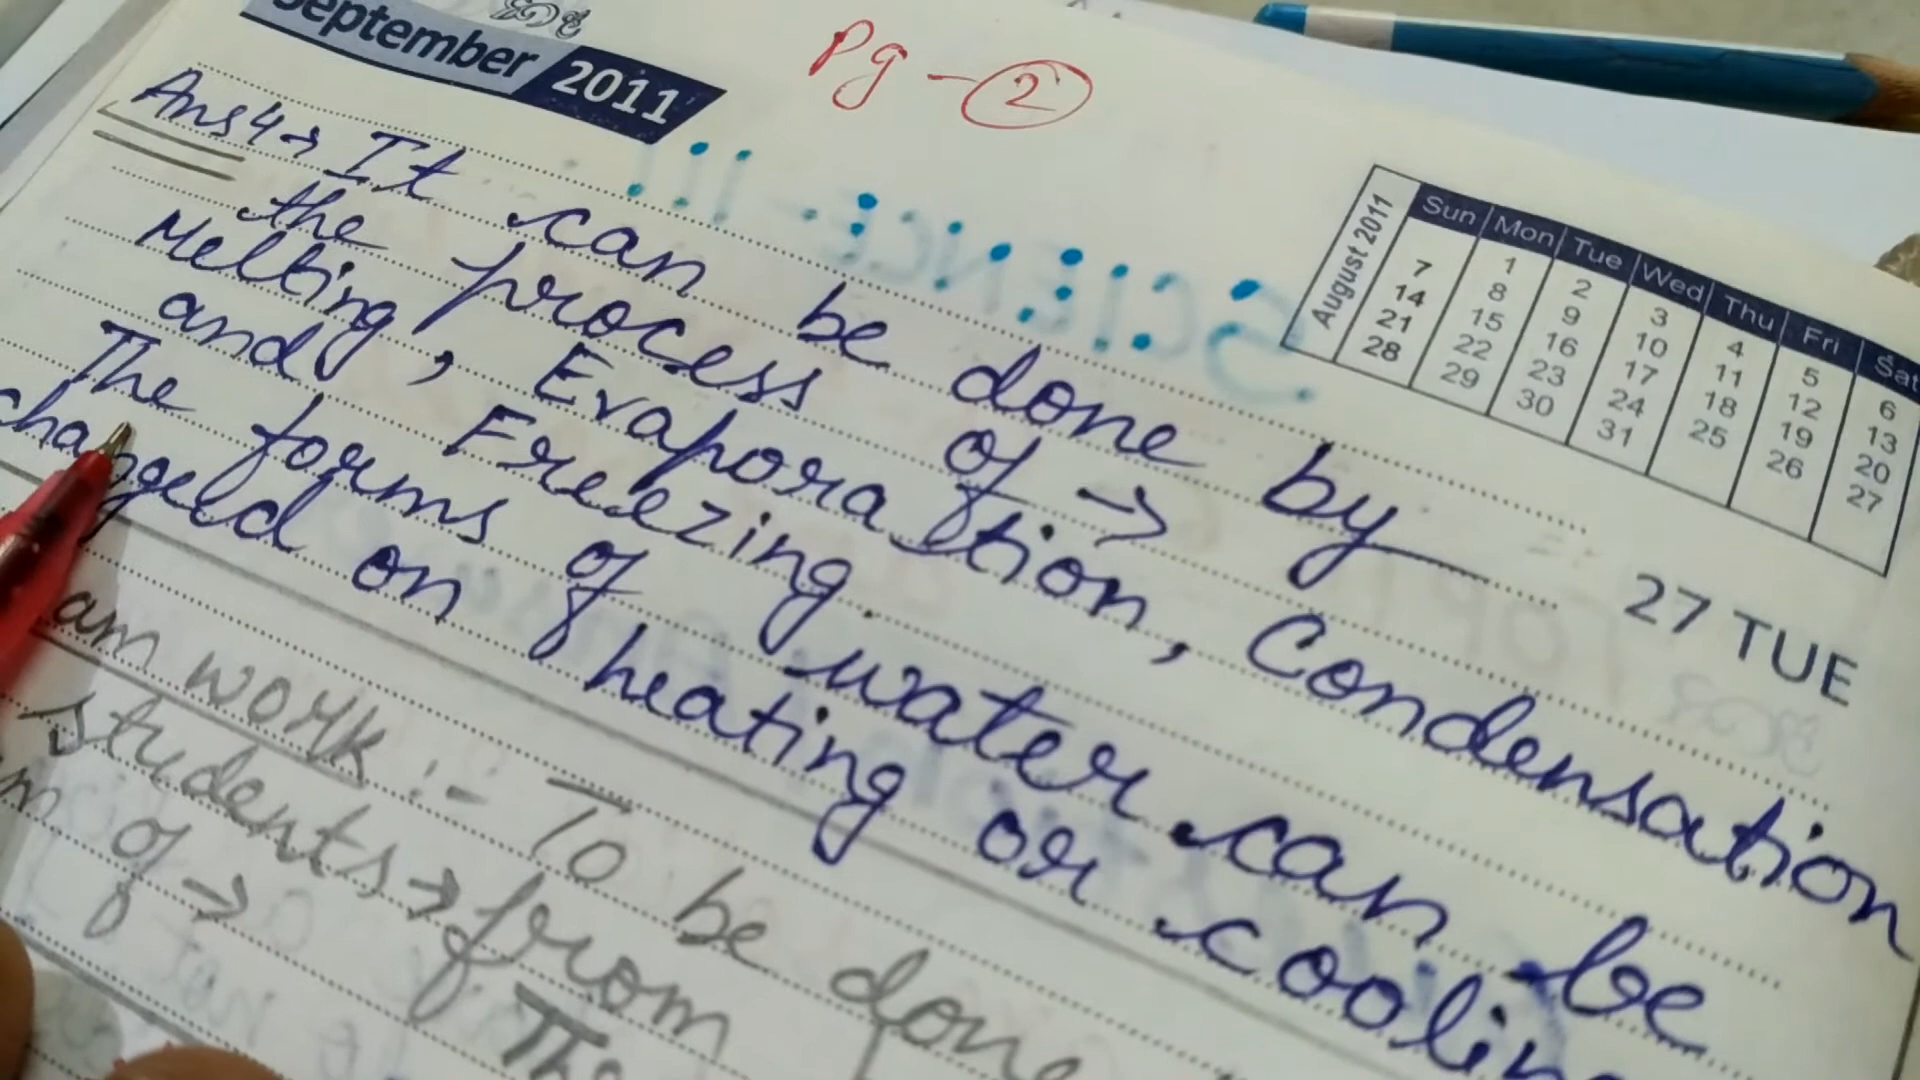 September 2011
Pg - 2
August 2011
Sun Mon Tue Wed Thu Fri Sat
1 2 3 4 5 6
7 8 9 10 11 12 13
14 15 16 17 18 19 20
21 22 23 24 25 26 27
28 29 30 31
27 TUE
Ans 4 → It can be done by
the process of →
Melting, Evaporation, Condensation
and Freezing.
The forms of water can be
changed on heating or
am work :- To be done
students → from
of →